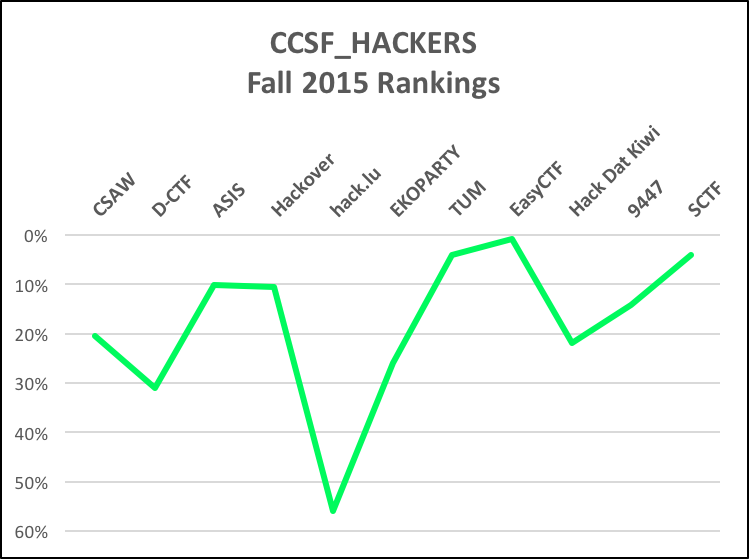 CCSF_HACKERS
Fall 2015 Rankings
CSAW
D-CTF
ASIS
Hackover
hack.lu
EKOPARTY
TUM
EasyCTF
Hack Dat Kiwi
9447
SCTF
0%
10%
20%
30%
40%
50%
60%